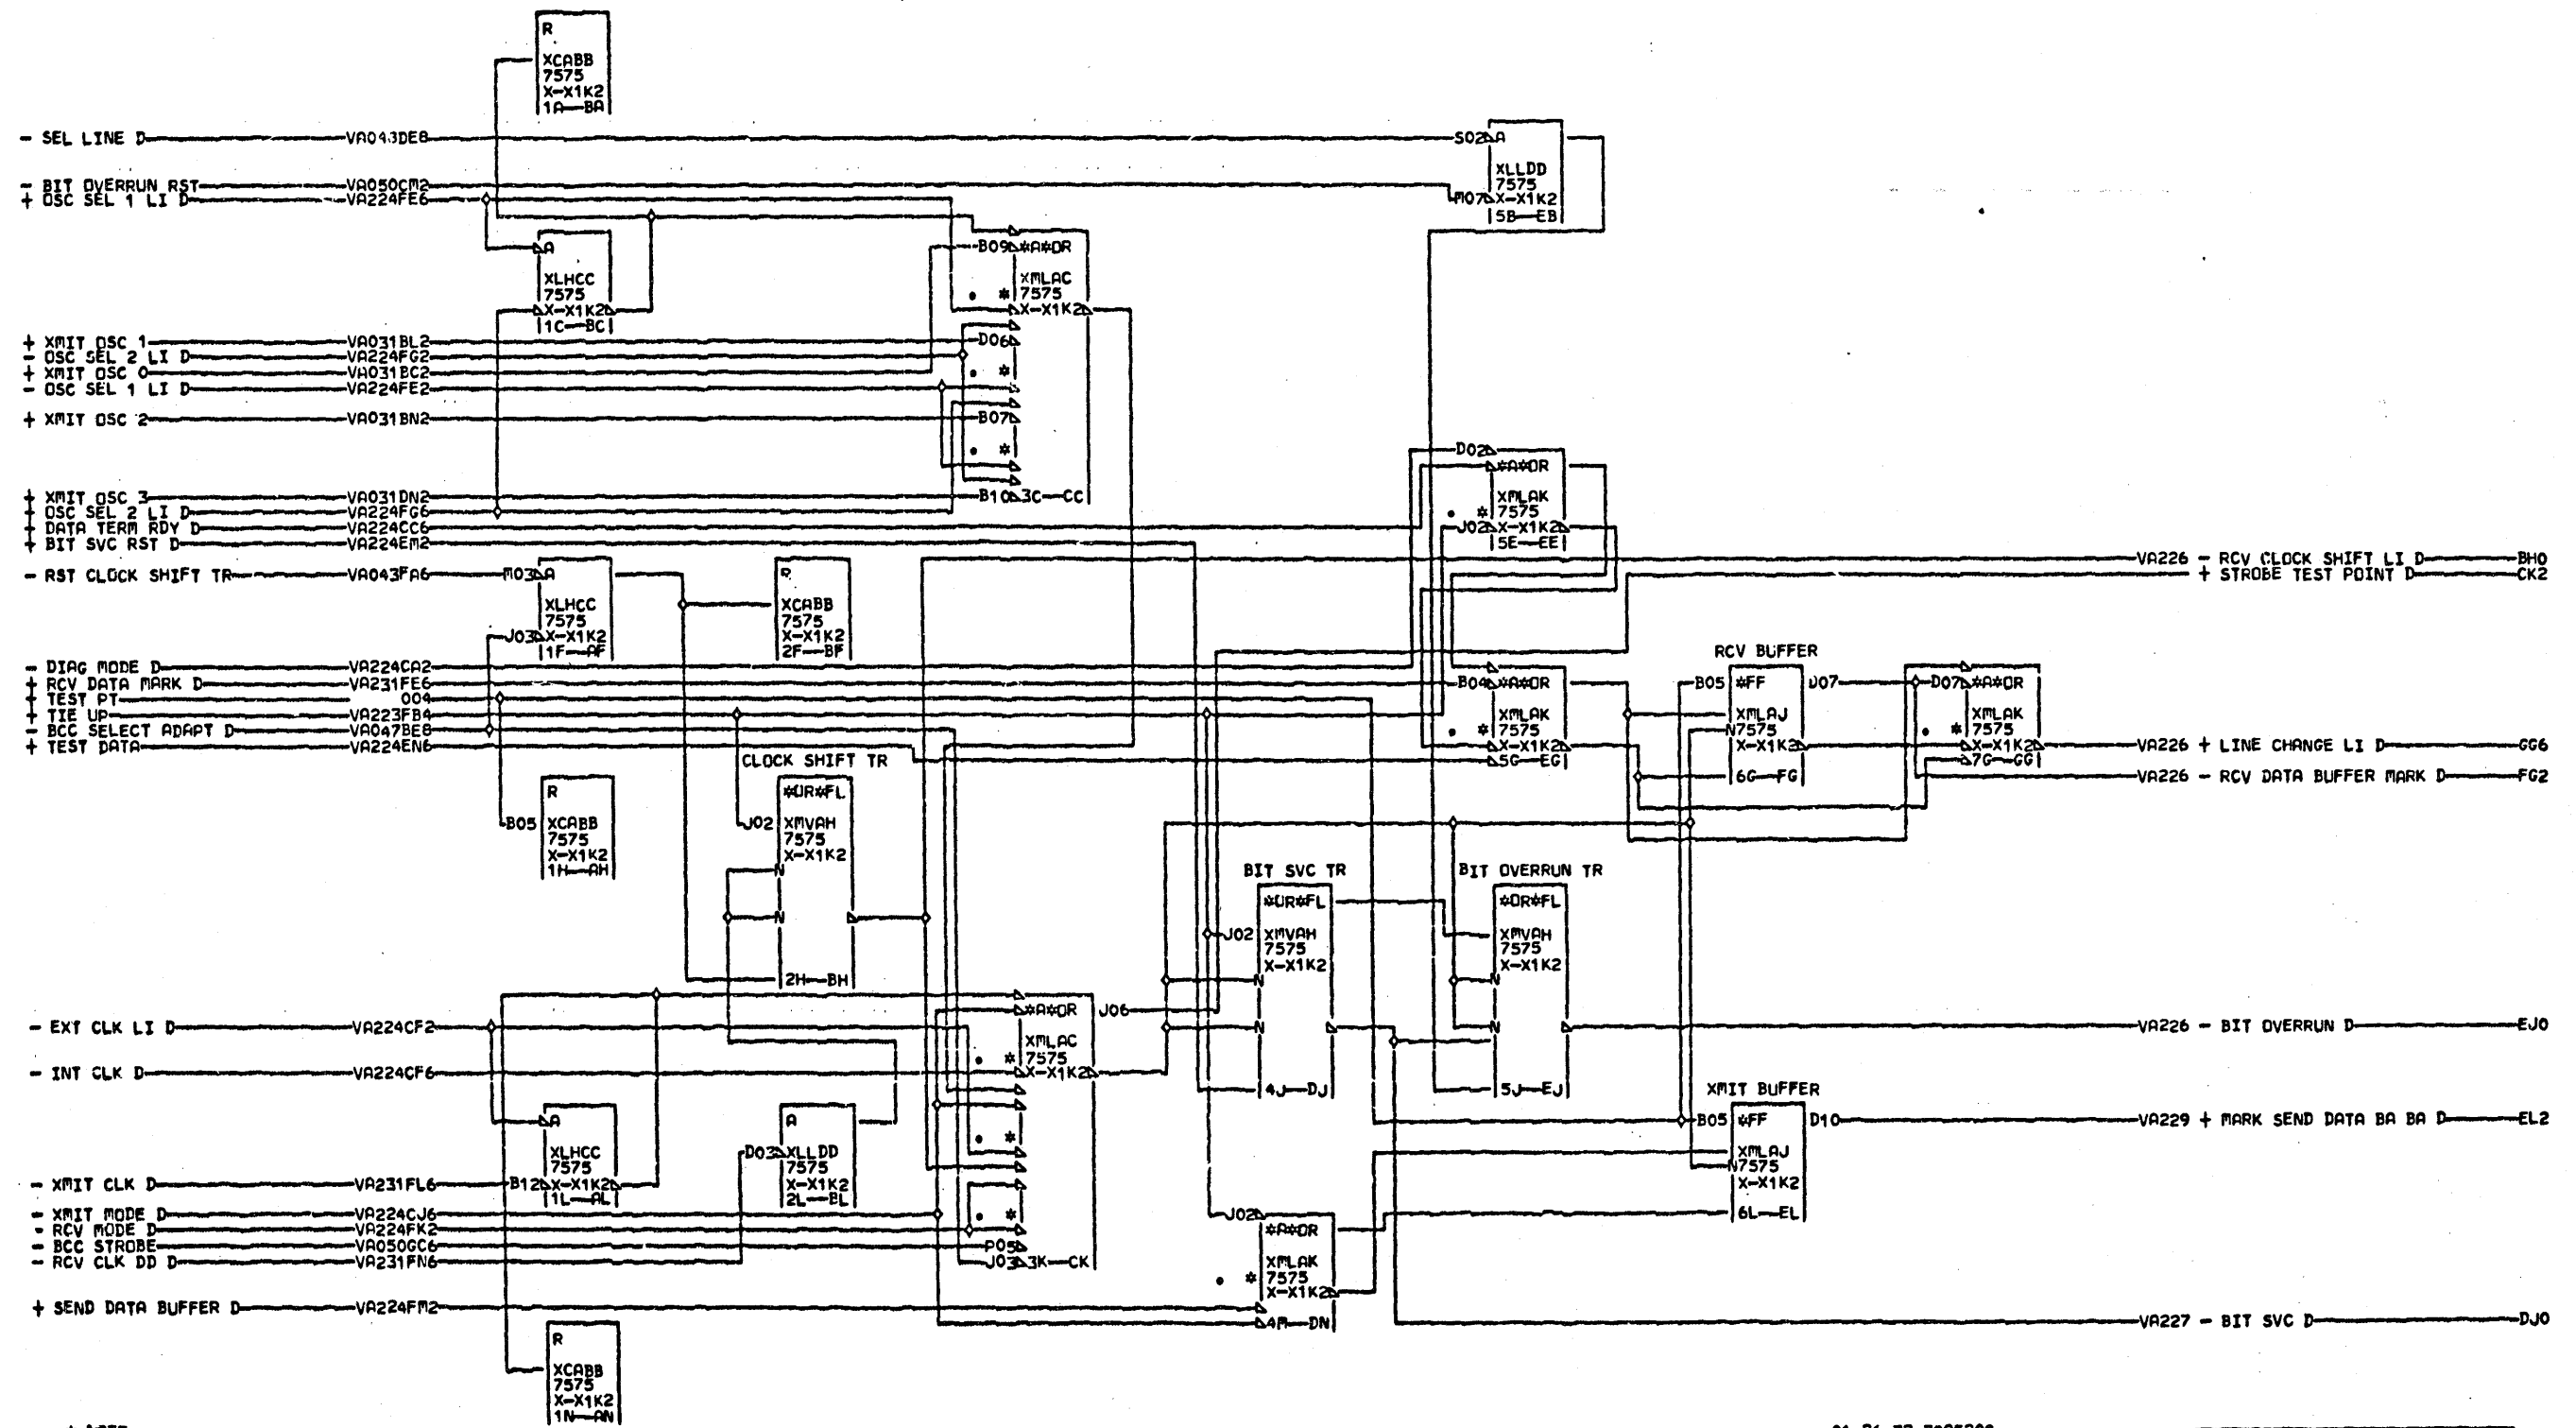 R
XCABB
7575
X-X1K2
1A—BA
- SEL LINE D VA043DE8 S02 A
XLLDD
7575
- BIT OVERRUN RST VA050CM2 M07 X-X1K2
5B—EB
+ OSC SEL 1 LI D VA224FE6
A
XLHCC
7575
X-X1K2
1C—BC
B09 *A*OR
XMLAC
* 7575
X-X1K2
+ XMIT OSC 1 VA031BL2 D06
- OSC SEL 2 LI D VA224FG2
+ XMIT OSC 0 VA031BC2 *
- OSC SEL 1 LI D VA224FE2
+ XMIT OSC 2 VA031BN2 B07
*
+ XMIT OSC 3 VA031DN2 B10 3C—CC
+ OSC SEL 2 LI D VA224FG6
+ DATA TERM RDY D VA224CC6
+ BIT SVC RST D VA224EM2
D02
*A*OR
XMLAK
* 7575
J02 X-X1K2
5E—EE
VA226 - RCV CLOCK SHIFT LI D BH0
+ STROBE TEST POINT D CK2
- RST CLOCK SHIFT TR VA043FA6 M03 A
XLHCC
7575
J03 X-X1K2
1F—AF
R
XCABB
7575
X-X1K2
2F—BF
- DIAG MODE D VA224CA2
+ RCV DATA MARK D VA231FE6
+ TEST PT 004
+ TIE UP VA223FB4
- BCC SELECT ADAPT D VA047BE8
+ TEST DATA VA224EN6
B04 *A*OR
XMLAK
* 7575
X-X1K2
5G—EG
RCV BUFFER
B05 *FF D07
XMLAJ
N 7575
X-X1K2
6G—FG
D07 *A*OR
XMLAK
* 7575
X-X1K2
7G—GG
VA226 + LINE CHANGE LI D GG6
VA226 - RCV DATA BUFFER MARK D FG2
R
B05 XCABB
7575
X-X1K2
1H—AH
CLOCK SHIFT TR
*OR*FL
J02 XMVAH
7575
X-X1K2
N
N
2H—BH
BIT SVC TR
*OR*FL
J02 XMVAH
7575
X-X1K2
N
N
4J—DJ
BIT OVERRUN TR
*OR*FL
XMVAH
7575
X-X1K2
N
N
5J—EJ
VA226 - BIT OVERRUN D EJ0
- EXT CLK LI D VA224CF2
- INT CLK D VA224CF6
*A*OR J06
XMLAC
* 7575
X-X1K2
*
*
P05
J03 3K—CK
A
XLHCC
7575
B12 X-X1K2
1L—AL
A
D03 XLLDD
7575
X-X1K2
2L—BL
XMIT BUFFER
B05 *FF D10
XMLAJ
N 7575
X-X1K2
6L—EL
VA229 + MARK SEND DATA BA BA D EL2
- XMIT CLK D VA231FL6
- XMIT MODE D VA224CJ6
- RCV MODE D VA224FK2
- BCC STROBE VA050GC6
- RCV CLK DD D VA231FN6
+ SEND DATA BUFFER D VA224FM2
J02
*A*OR
XMLAK
* 7575
X-X1K2
4M—DN
VA227 - BIT SVC D DJ0
R
XCABB
7575
X-X1K2
1N—AN